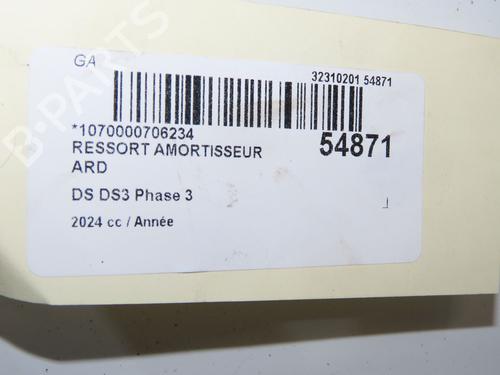 GA
32310201 54871
*1070000706234
54871
RESSORT AMORTISSEUR
ARD
DS DS3 Phase 3
2024 cc / Année
B-PARTS